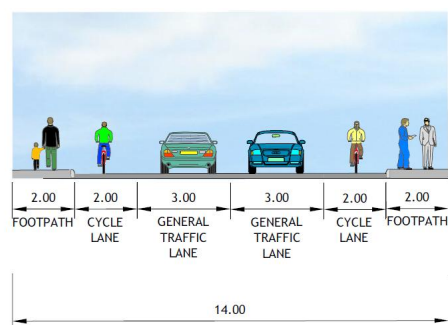 2.00 2.00 3.00 3.00 2.00 2.00
FOOTPATH CYCLE LANE GENERAL TRAFFIC LANE GENERAL TRAFFIC LANE CYCLE LANE FOOTPATH
14.00